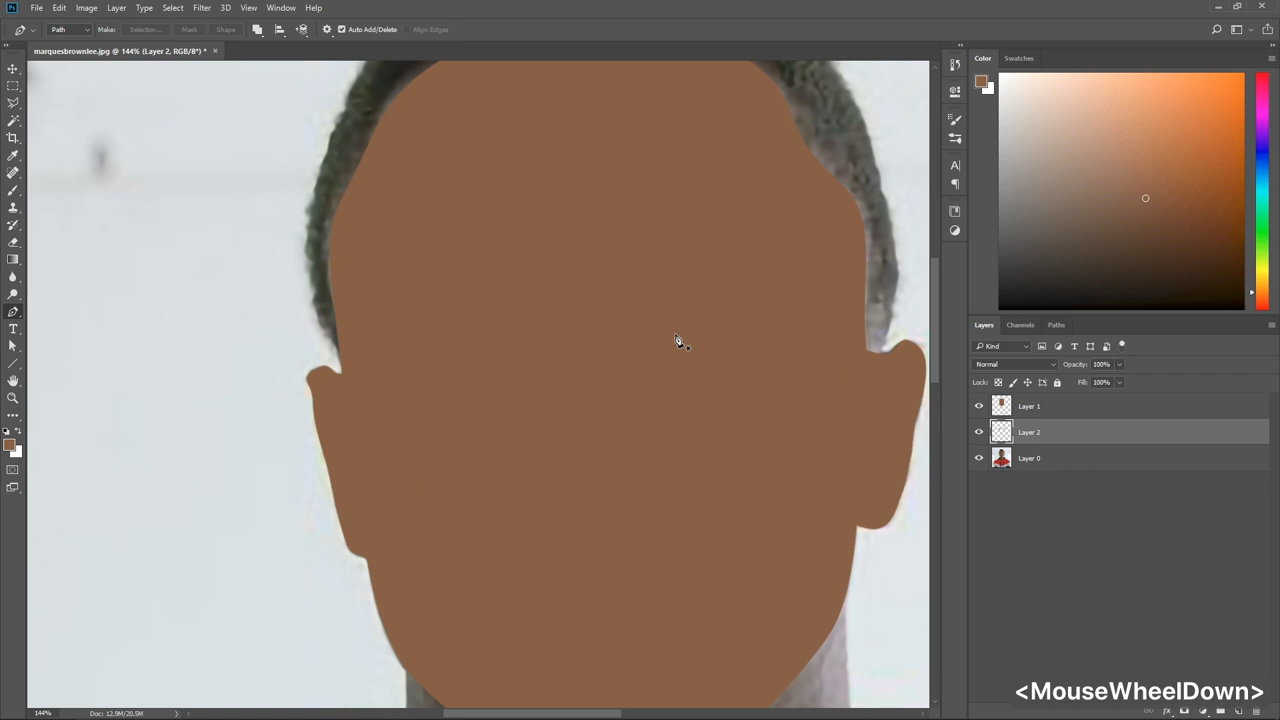 Ps File Edit Image Layer Type Select Filter 3D View Window Help
Path Make: Selection... Mask Shape Auto Add/Delete Align Edges
marquesbrownlee.jpg @ 144% (Layer 2, RGB/8*) * ×
Color Swatches
Layers Channels Paths
Kind
Normal Opacity: 100%
Lock: Fill: 100%
Layer 1
Layer 2
Layer 0
<MouseWheelDown>
144% Doc: 12.9M/20.5M